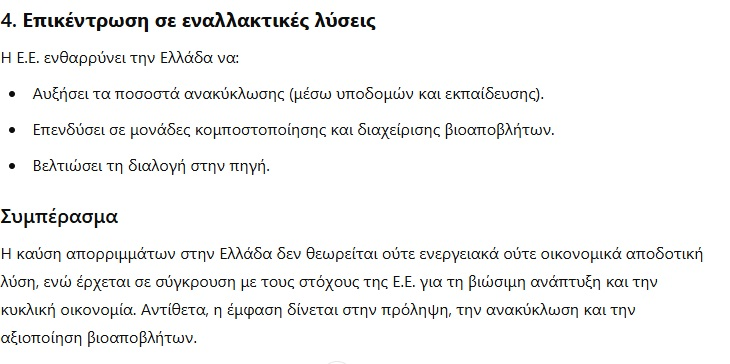 4. Επικέντρωση σε εναλλακτικές λύσεις
Η Ε.Ε. ενθαρρύνει την Ελλάδα να:
• Αυξήσει τα ποσοστά ανακύκλωσης (μέσω υποδομών και εκπαίδευσης).
• Επενδύσει σε μονάδες κομποστοποίησης και διαχείρισης βιοαποβλήτων.
• Βελτιώσει τη διαλογή στην πηγή.
Συμπέρασμα
Η καύση απορριμμάτων στην Ελλάδα δεν θεωρείται ούτε ενεργειακά ούτε οικονομικά αποδοτική
λύση, ενώ έρχεται σε σύγκρουση με τους στόχους της Ε.Ε. για τη βιώσιμη ανάπτυξη και την
κυκλική οικονομία. Αντίθετα, η έμφαση δίνεται στην πρόληψη, την ανακύκλωση και την
αξιοποίηση βιοαποβλήτων.